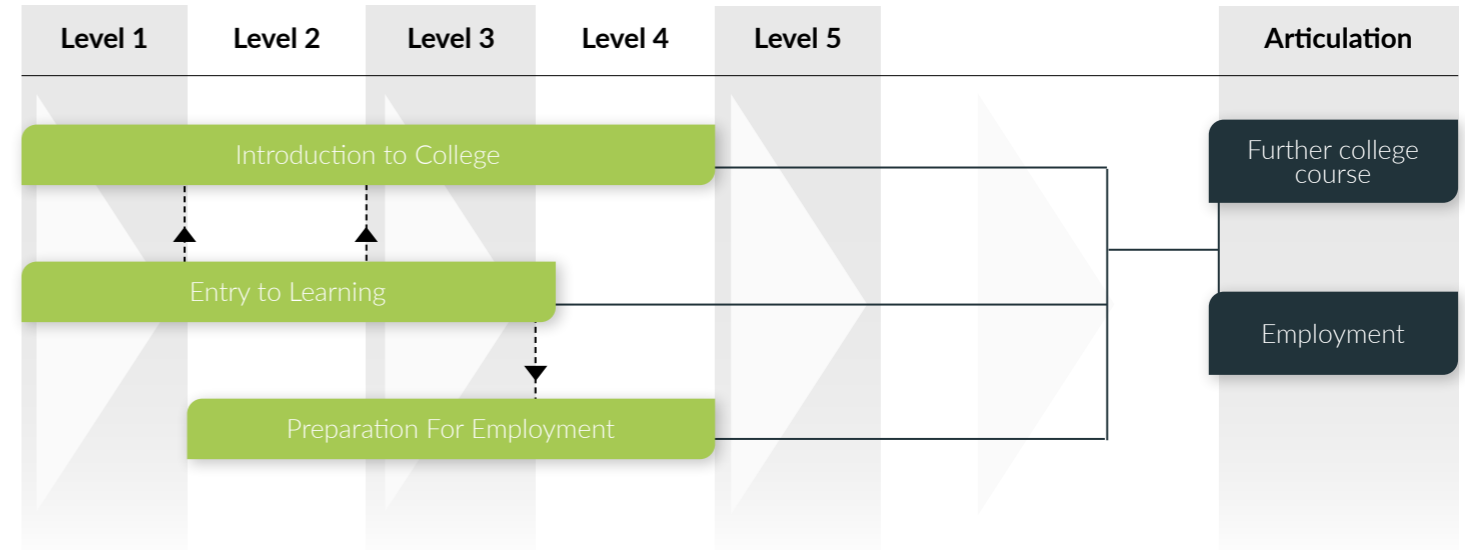 Level 1 Level 2 Level 3 Level 4 Level 5 Articulation
Introduction to College
Further college
course
Entry to Learning
Employment
Preparation For Employment